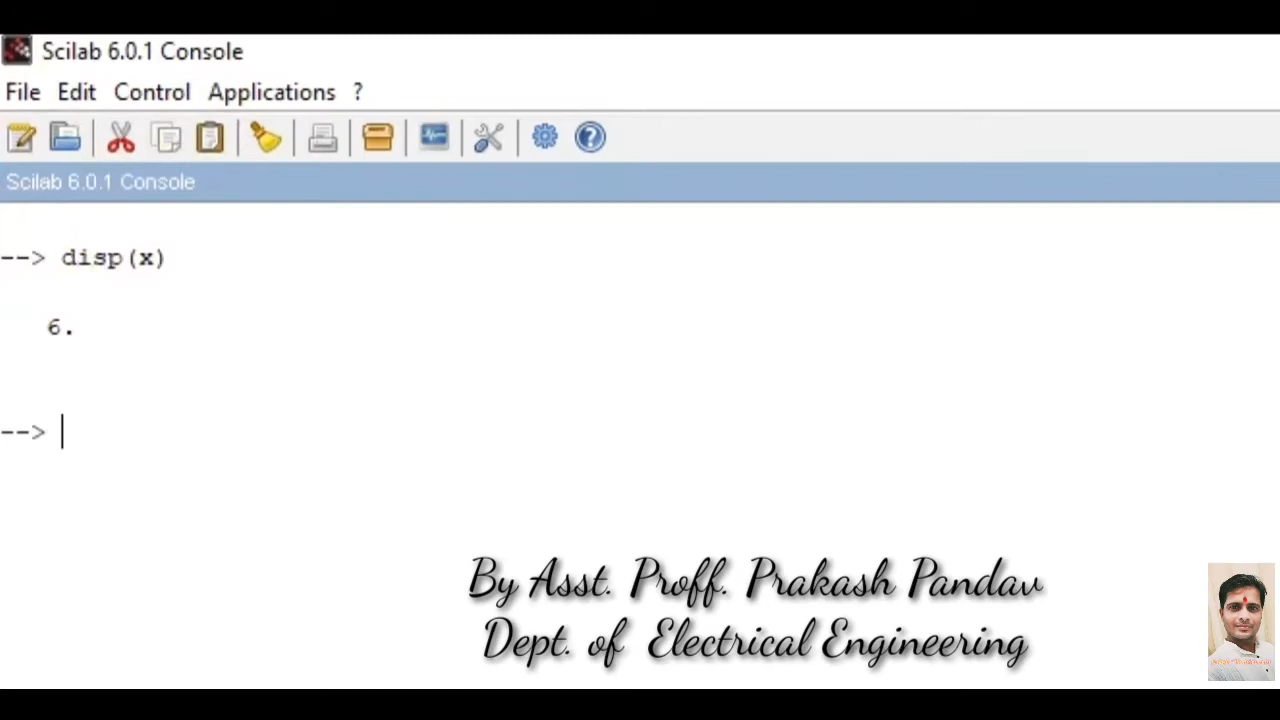 Scilab 6.0.1 Console
File Edit Control Applications ?
Scilab 6.0.1 Console
--> disp(x)
6.
-->
By Asst. Proff. Prakash Pandav
Dept. of Electrical Engineering